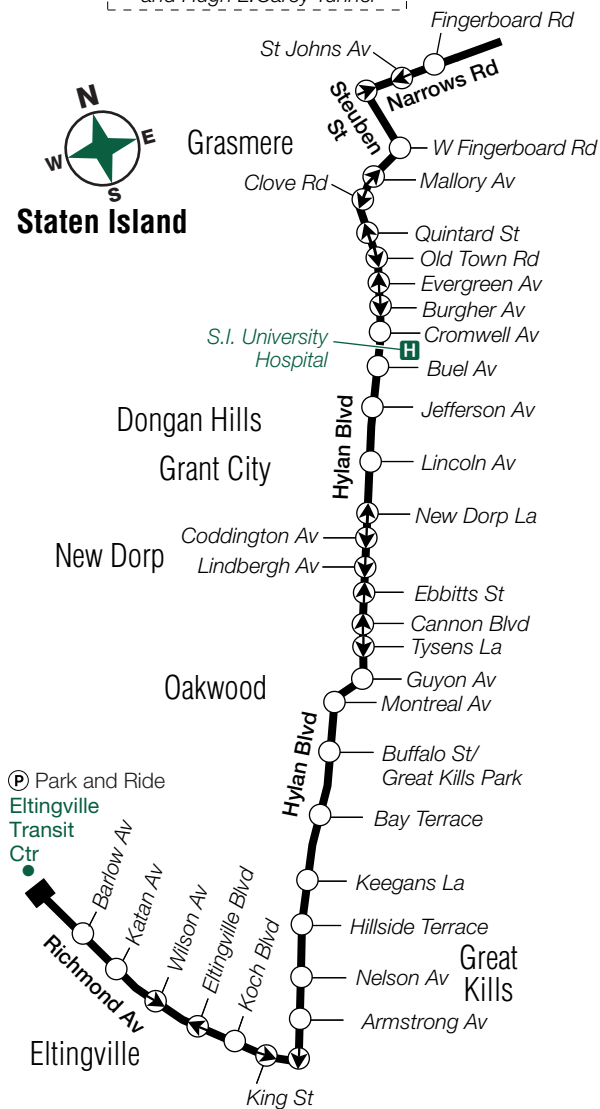 and Hugh L.Carey Tunnel
Fingerboard Rd
St Johns Av
Narrows Rd
Steuben
St
N
E
W
S
Staten Island
Grasmere
W Fingerboard Rd
Mallory Av
Clove Rd
Quintard St
Old Town Rd
Evergreen Av
Burgher Av
Cromwell Av
S.I. University
Hospital
H
Buel Av
Dongan Hills
Jefferson Av
Hylan Blvd
Grant City
Lincoln Av
New Dorp La
Coddington Av
New Dorp
Lindbergh Av
Ebbitts St
Cannon Blvd
Tysens La
Oakwood
Guyon Av
Montreal Av
Hylan Blvd
Buffalo St/
Great Kills Park
P Park and Ride
Eltingville
Transit
Ctr
Bay Terrace
Barlow Av
Katan Av
Wilson Av
Eltingville Blvd
Koch Blvd
Keegans La
Hillside Terrace
Great
Kills
Nelson Av
Richmond Av
Armstrong Av
Eltingville
King St